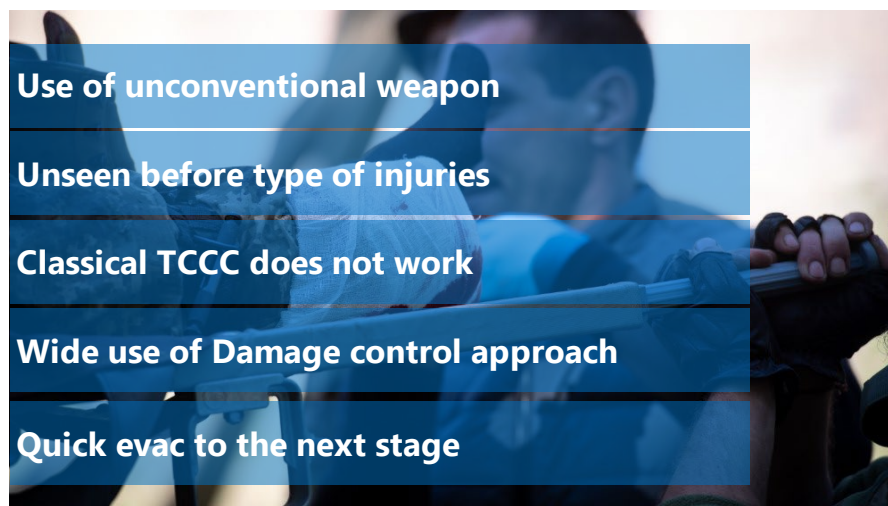 Use of unconventional weapon
Unseen before type of injuries
Classical TCCC does not work
Wide use of Damage control approach
Quick evac to the next stage